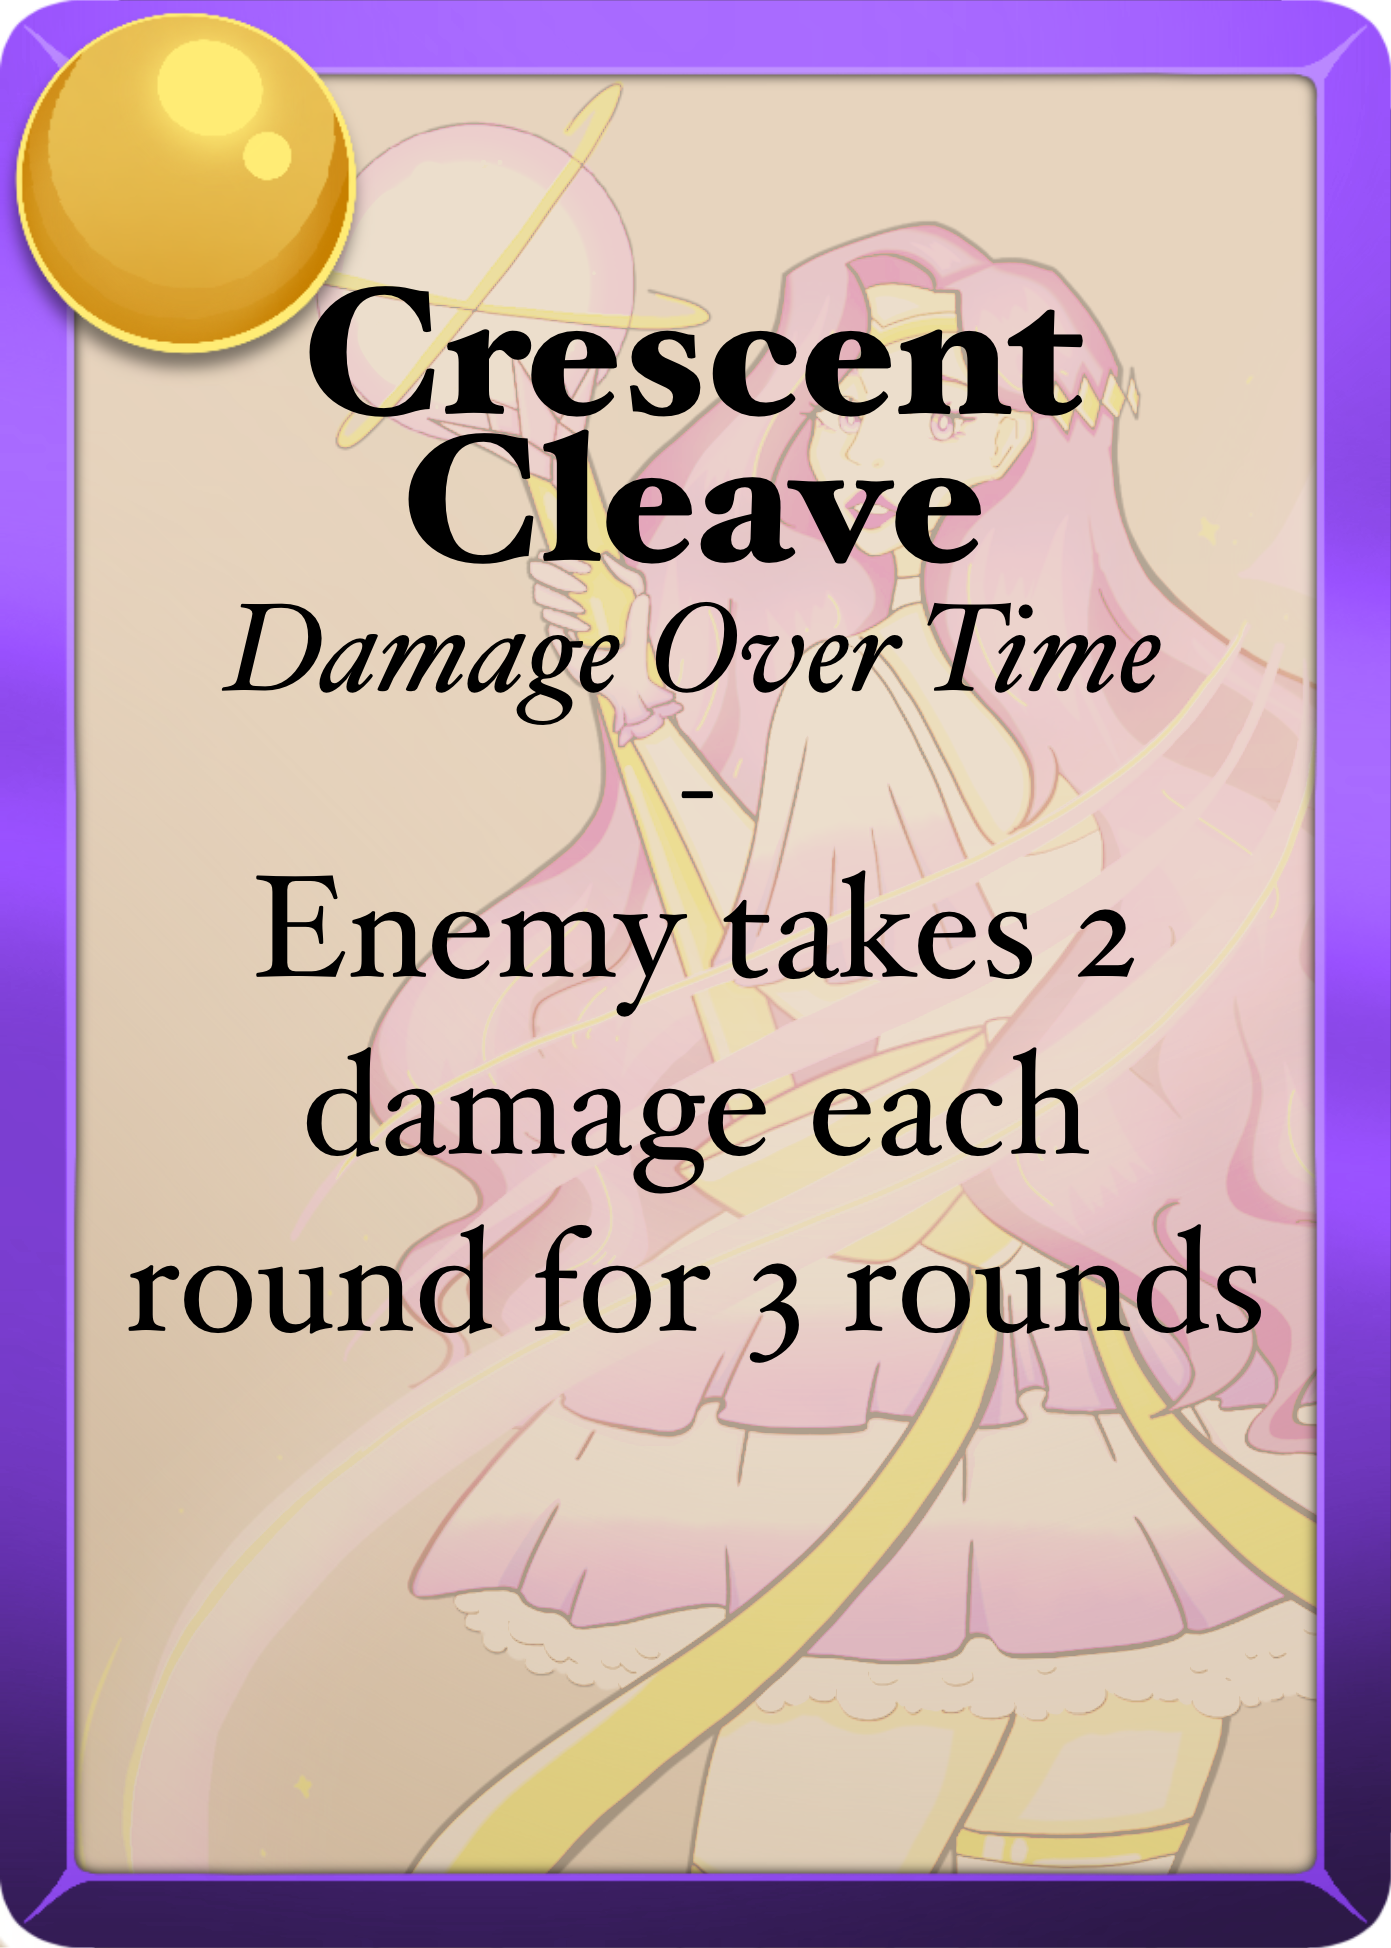 Crescent
Cleave
Damage Over Time
-
Enemy takes 2
damage each
round for 3 rounds